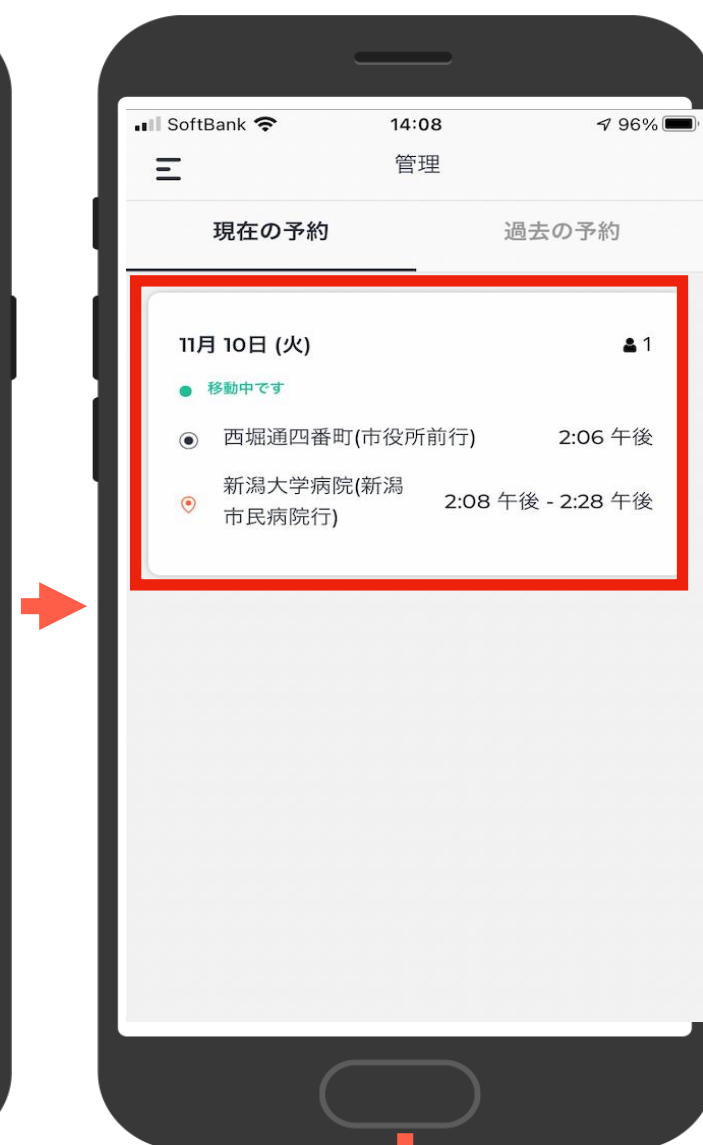 SoftBank 14:08 96%
管理
現在の予約 過去の予約
11月 10日 (火) 1
移動中です
西堀通四番町(市役所前行) 2:06 午後
新潟大学病院(新潟
市民病院行) 2:08 午後 - 2:28 午後